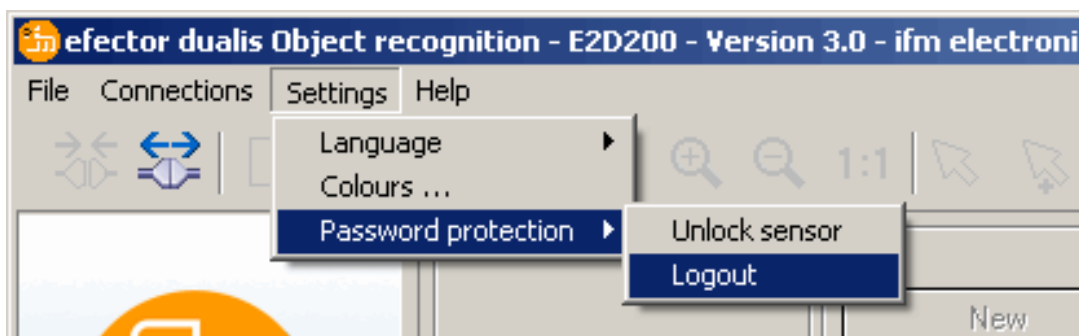 efector dualis Object recognition - E2D200 - Version 3.0 - ifm electroni
File Connections Settings Help
Language
Colours ...
Password protection
Unlock sensor
Logout
1:1
New